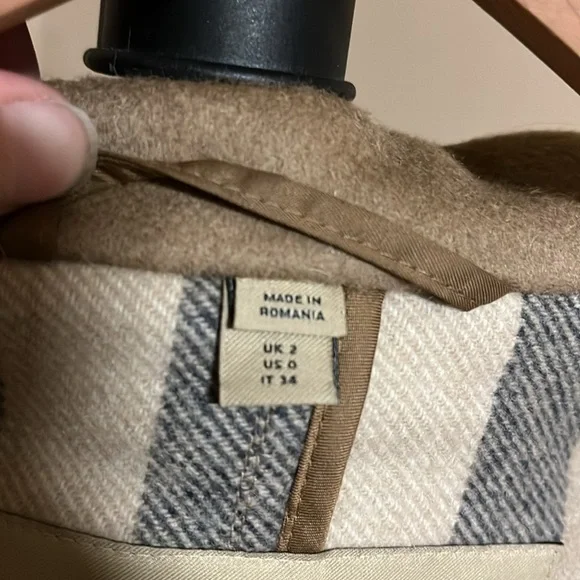 MADE IN
ROMANIA
UK 2
US 0
IT 34